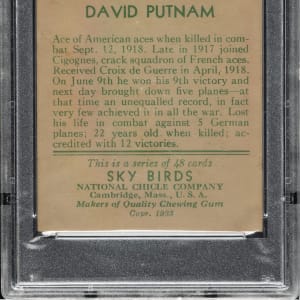 DAVID PUTNAM
Ace of American aces when killed in com-
bat Sept. 12, 1918. Late in 1917 joined
Cigognes, crack squadron of French aces.
Received Croix de Guerre in April, 1918.
On June 9th he won his 9th victory and
next day brought down five planes—at
that time an unequalled record, in fact
very few achieved it in all the war. Lost
his life in combat against 5 German
planes; 22 years old when killed; ac-
credited with 12 victories.
This is a series of 48 cards
SKY BIRDS
NATIONAL CHICLE COMPANY
Cambridge, Mass., U. S. A.
Makers of Quality Chewing Gum
Copr. 1933